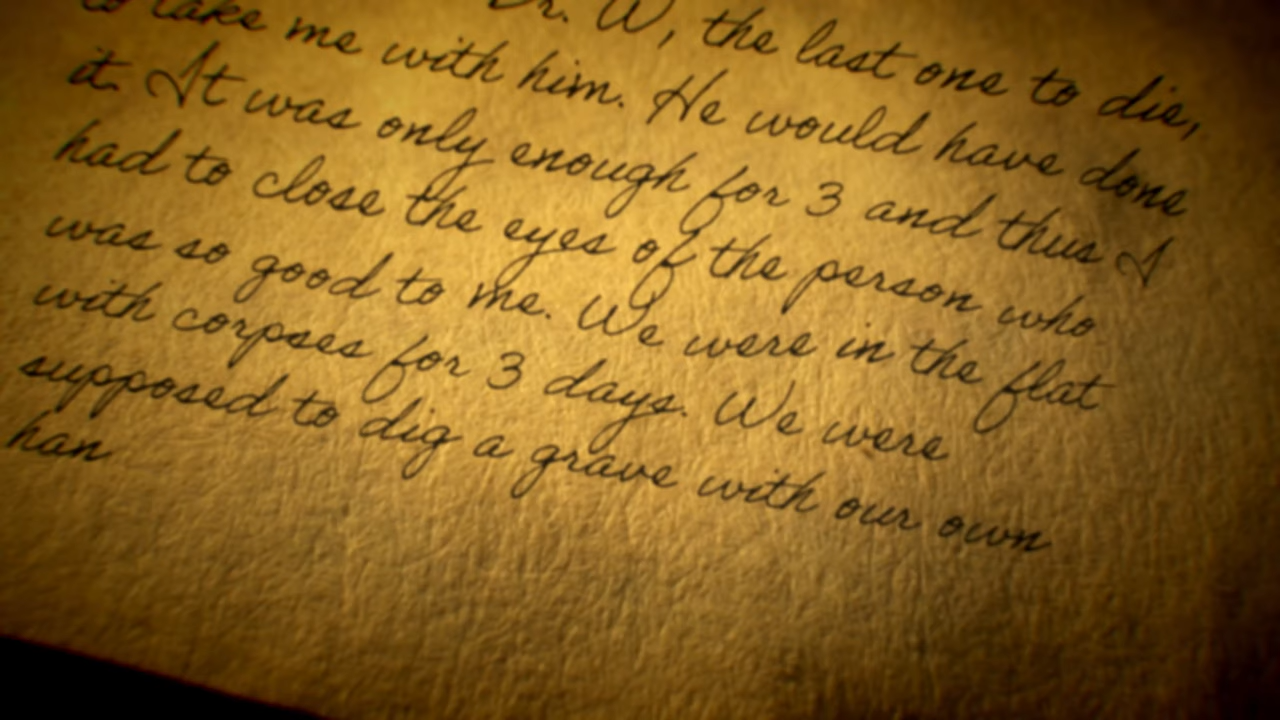 Dr. W, the last one to die,
to take me with him. He would have done
it. It was only enough for 3 and thus I
had to close the eyes of the person who
was so good to me. We were in the flat
with corpses for 3 days. We were
supposed to dig a grave with our own
han